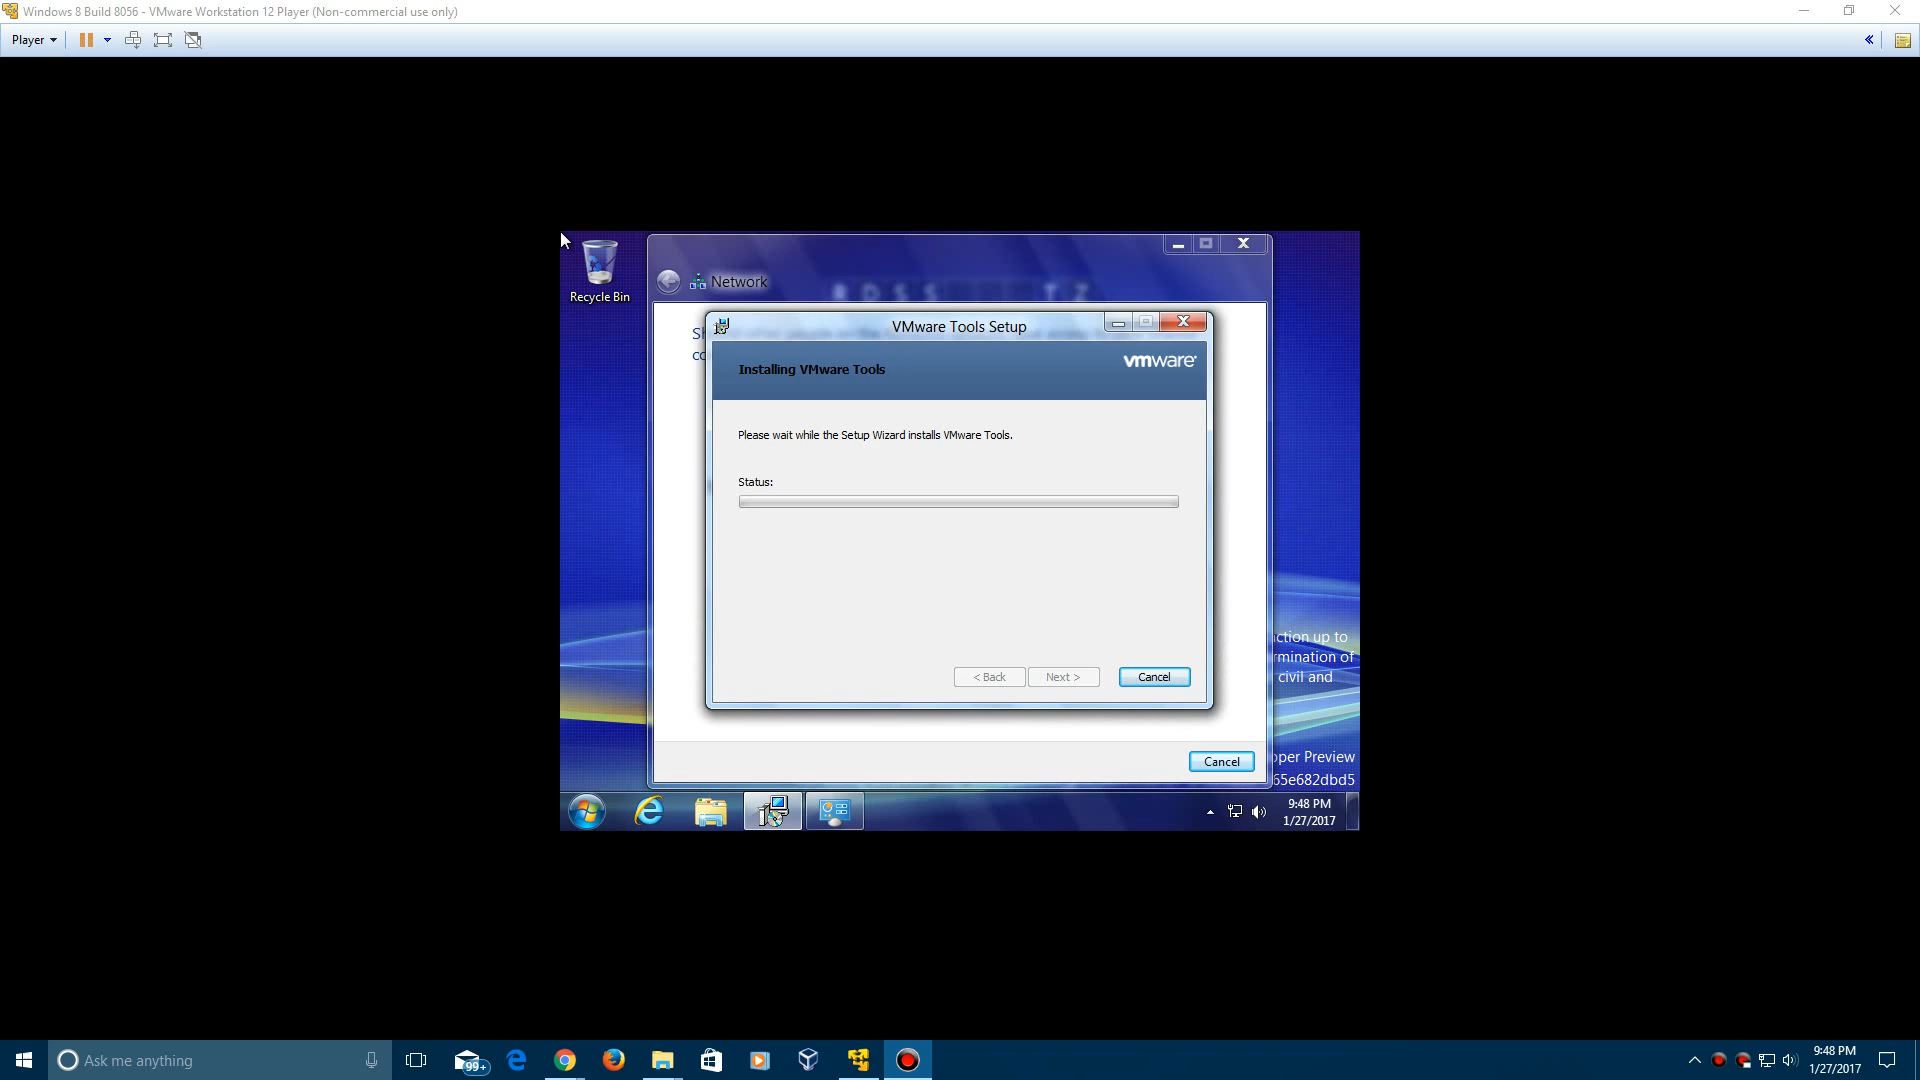 Windows 8 Build 8056 - VMware Workstation 12 Player (Non-commercial use only)
Player
Recycle Bin
Network
VMware Tools Setup
Installing VMware Tools
vmware
Please wait while the Setup Wizard installs VMware Tools.
Status:
< Back
Next >
Cancel
ction up to
rmination of
civil and
Cancel
oper Preview
65e682dbd5
9:48 PM
1/27/2017
Ask me anything
99+
9:48 PM
1/27/2017